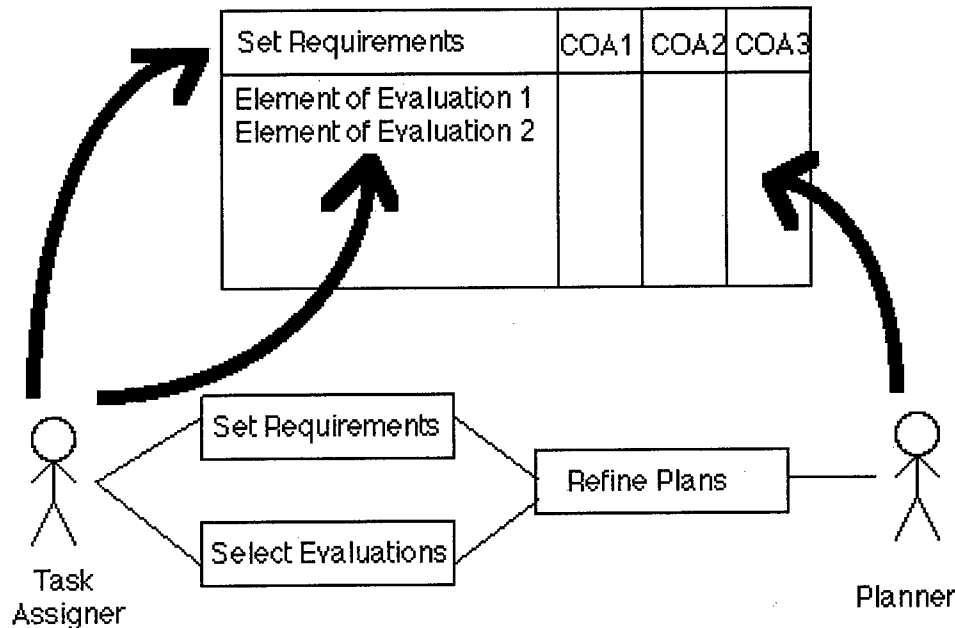 Set Requirements COA1 COA2 COA3
Element of Evaluation 1
Element of Evaluation 2
Set Requirements
Refine Plans
Select Evaluations
Task
Assigner
Planner